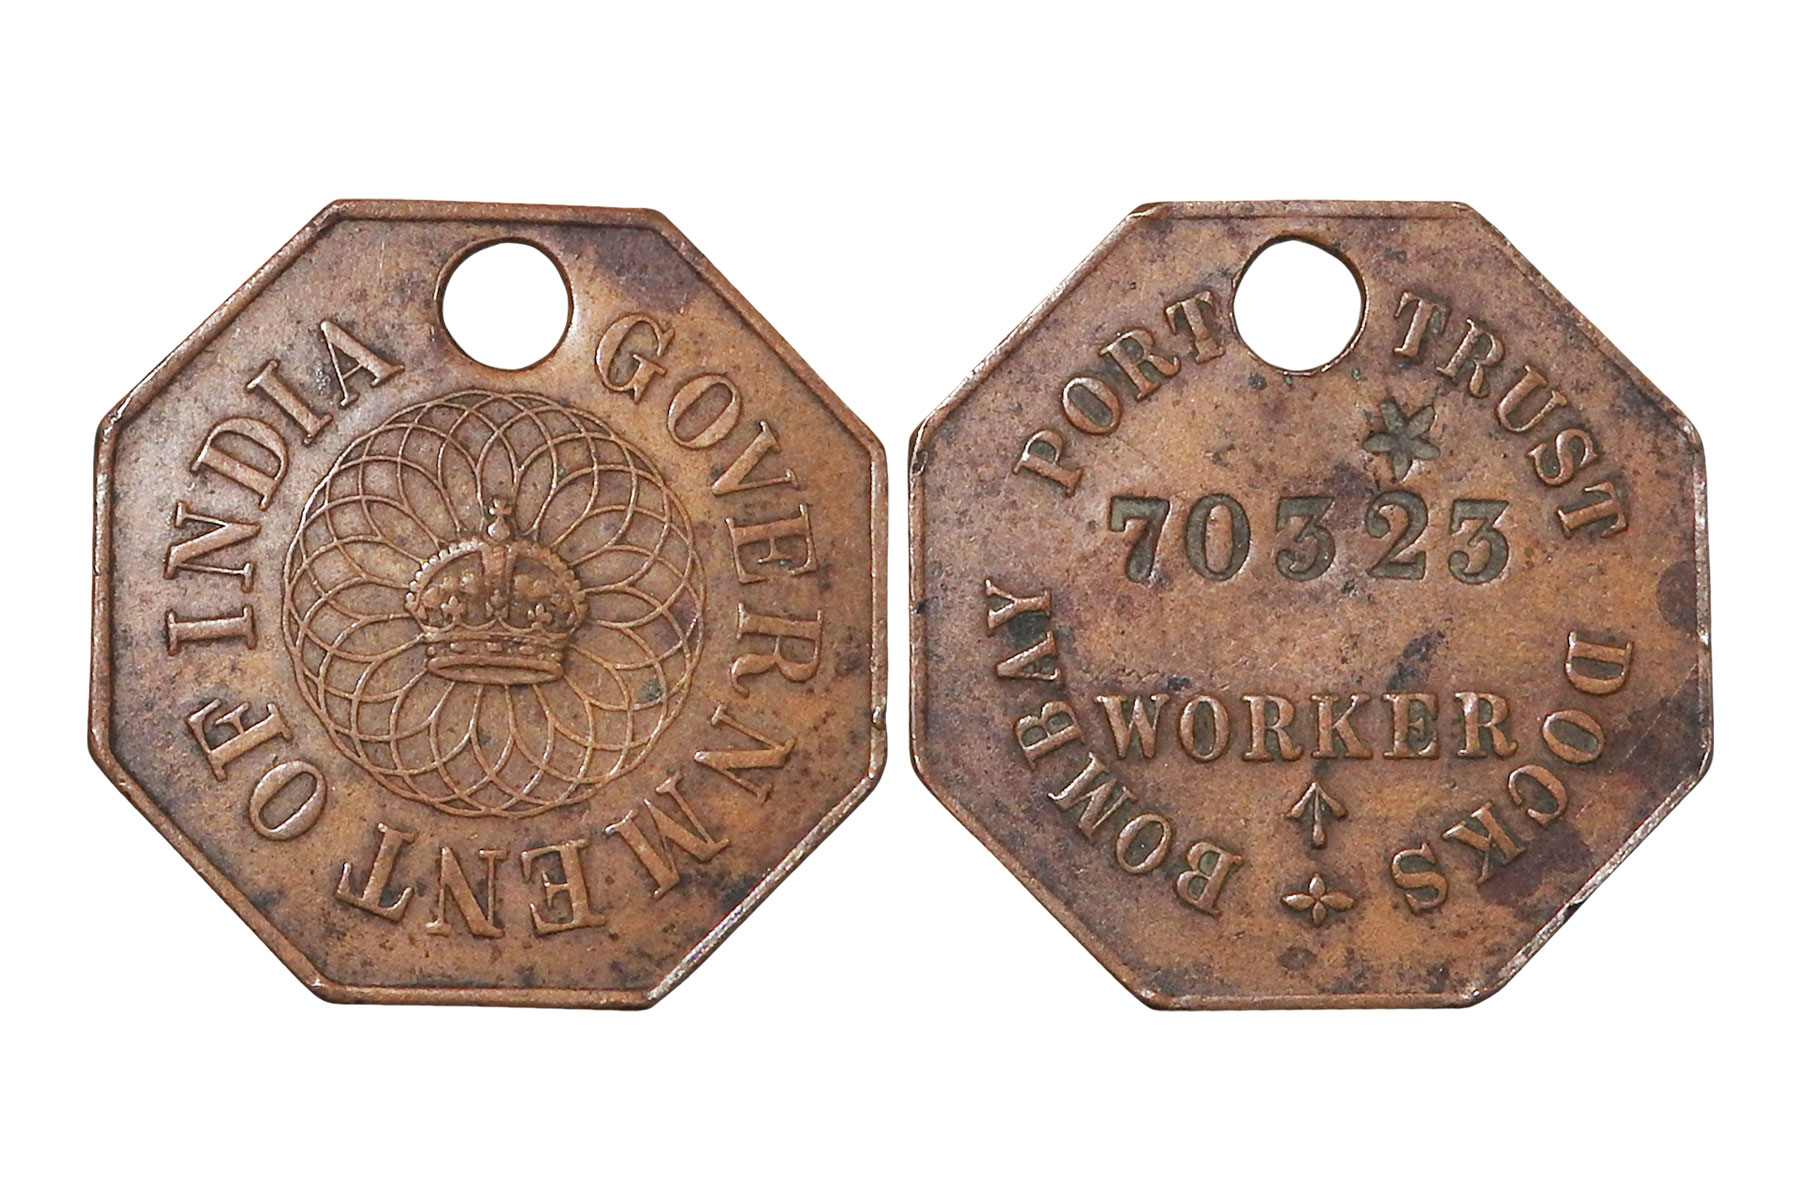 GOVERNMENT OF INDIA
BOMBAY PORT TRUST DOCKS
70323
WORKER